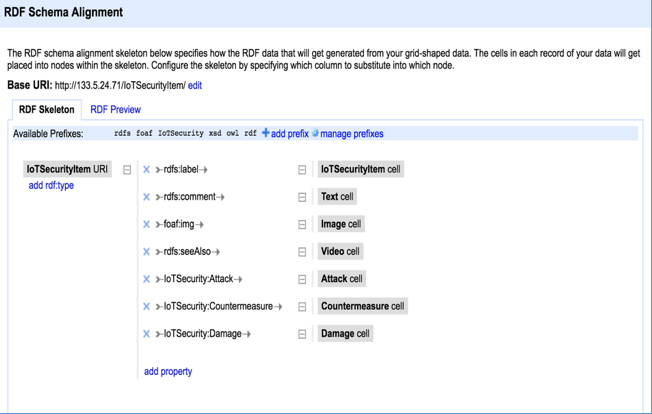 RDF Schema Alignment
The RDF schema alignment skeleton below specifies how the RDF data that will get generated from your grid-shaped data. The cells in each record of your data will get
placed into nodes within the skeleton. Configure the skeleton by specifying which column to substitute into which node.
Base URI: http://133.5.24.71/IoTSecurityItem/ edit
RDF Skeleton RDF Preview
Available Prefixes: rdfs foaf IoTSecurity xsd owl rdf add prefix manage prefixes
IoTSecurityItem URI rdfs:label IoTSecurityItem cell
add rdf:type
rdfs:comment Text cell
foaf:img Image cell
rdfs:seeAlso Video cell
IoTSecurity:Attack Attack cell
IoTSecurity:Countermeasure Countermeasure cell
IoTSecurity:Damage Damage cell
add property